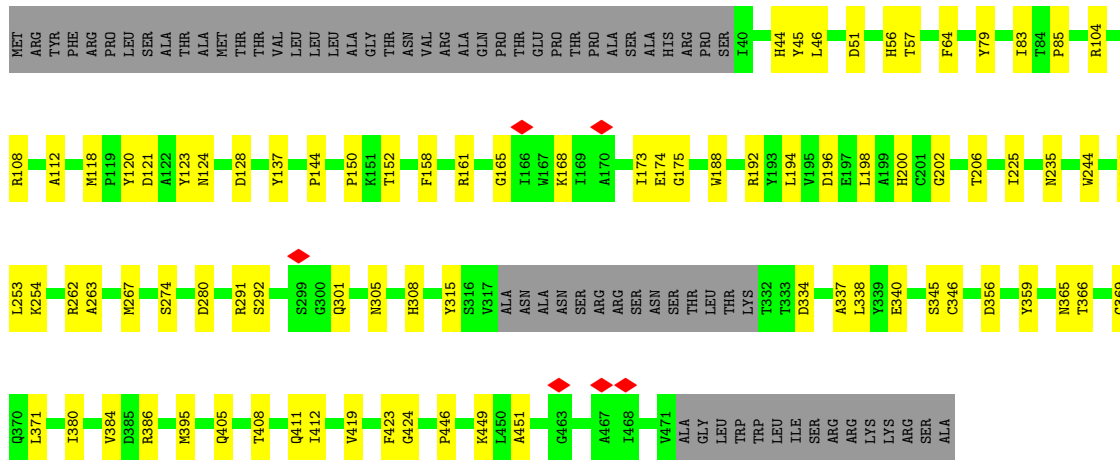 MET ARG TYR PHE ARG PRO LEU SER ALA THR ALA MET THR THR VAL LEU LEU LEU ALA GLY THR ASN VAL ARG ALA GLN PRO THR GLU PRO THR PRO ALA SER ALA HIS ARG PRO SER I40 H44 Y45 L46 D51 H56 T57 F64 Y79 I83 T84 P85 R104
R108 A112 M118 P119 Y120 D121 A122 Y123 N124 D128 Y137 P144 P150 K151 T152 F158 R161 G165 I166 W167 K168 I169 A170 I173 E174 G175 W188 R192 Y193 L194 V195 D196 E197 L198 A199 H200 C201 G202 T206 I225 N235 W244
L253 K254 R262 A263 M267 S274 D280 R291 S292 S299 G300 Q301 N305 H308 Y315 S316 V317 ALA ASN ALA ASN SER ARG ARG SER ASN SER THR LEU THR LYS T332 T333 D334 A337 L338 Y339 E340 S345 C346 D356 Y359 N365 T366
Q370 L371 I380 V384 D385 R386 M395 Q405 T408 Q411 I412 V419 F423 G424 P446 K449 L450 A451 G463 A467 I468 V471 ALA GLY LEU TRP TRP LEU ILE SER ARG ARG LYS LYS ARG SER ALA